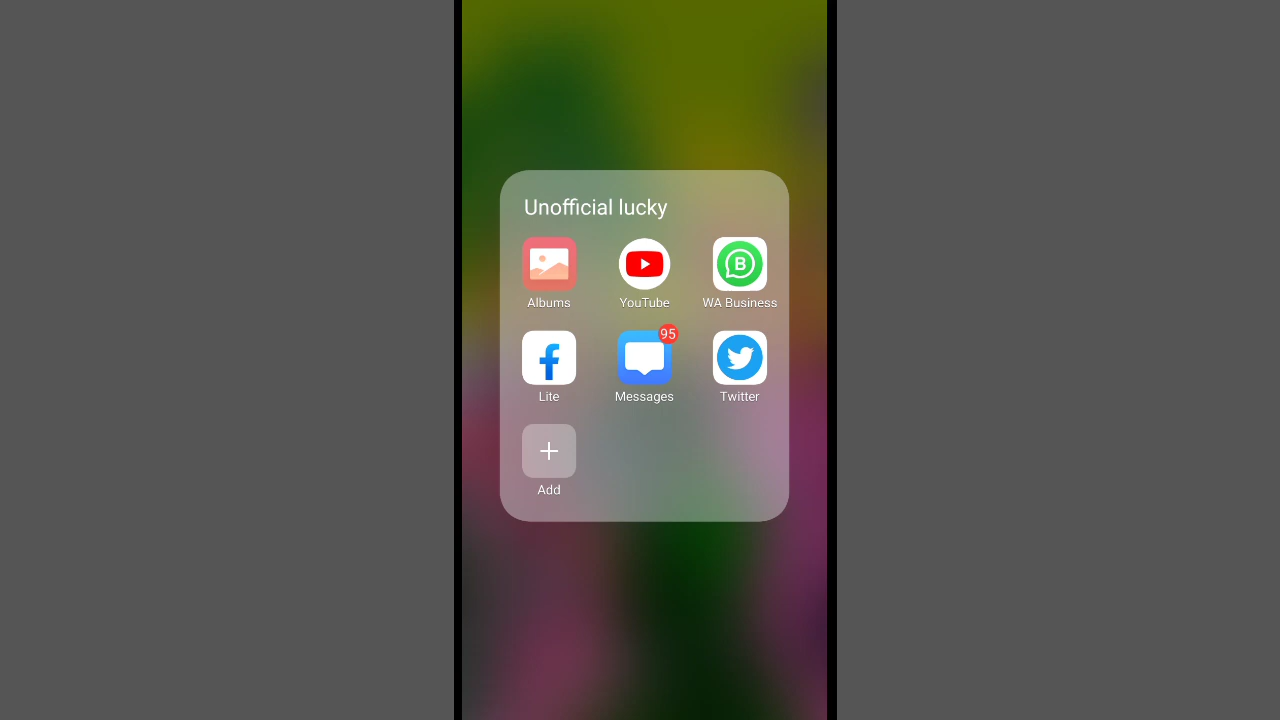 Unofficial lucky
Albums
YouTube
B
WA Business
Lite
95
Messages
Twitter
Add